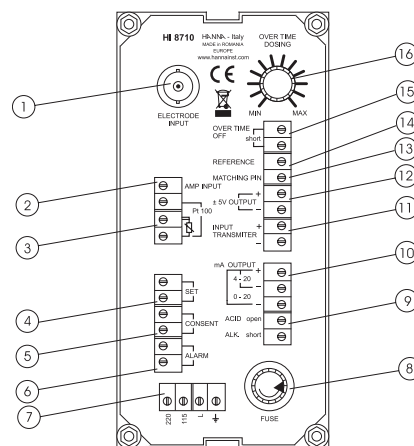 HI 8710
HANNA - Italy
MADE in ROMANIA
EUROPE
www.hannainst.com
CE
OVER TIME
DOSING
MIN MAX
ELECTRODE
INPUT
OVER TIME
OFF
short
REFERENCE
MATCHING PIN
+
± 5V OUTPUT
−
INPUT +
TRANSMITER
−
AMP INPUT
Pt 100
mA OUTPUT
+
4 - 20
−
0 - 20
−
ACID open
ALK. short
SET
CONSENT
ALARM
220
115
L
FUSE
1
2
3
4
5
6
7
8
9
10
11
12
13
14
15
16